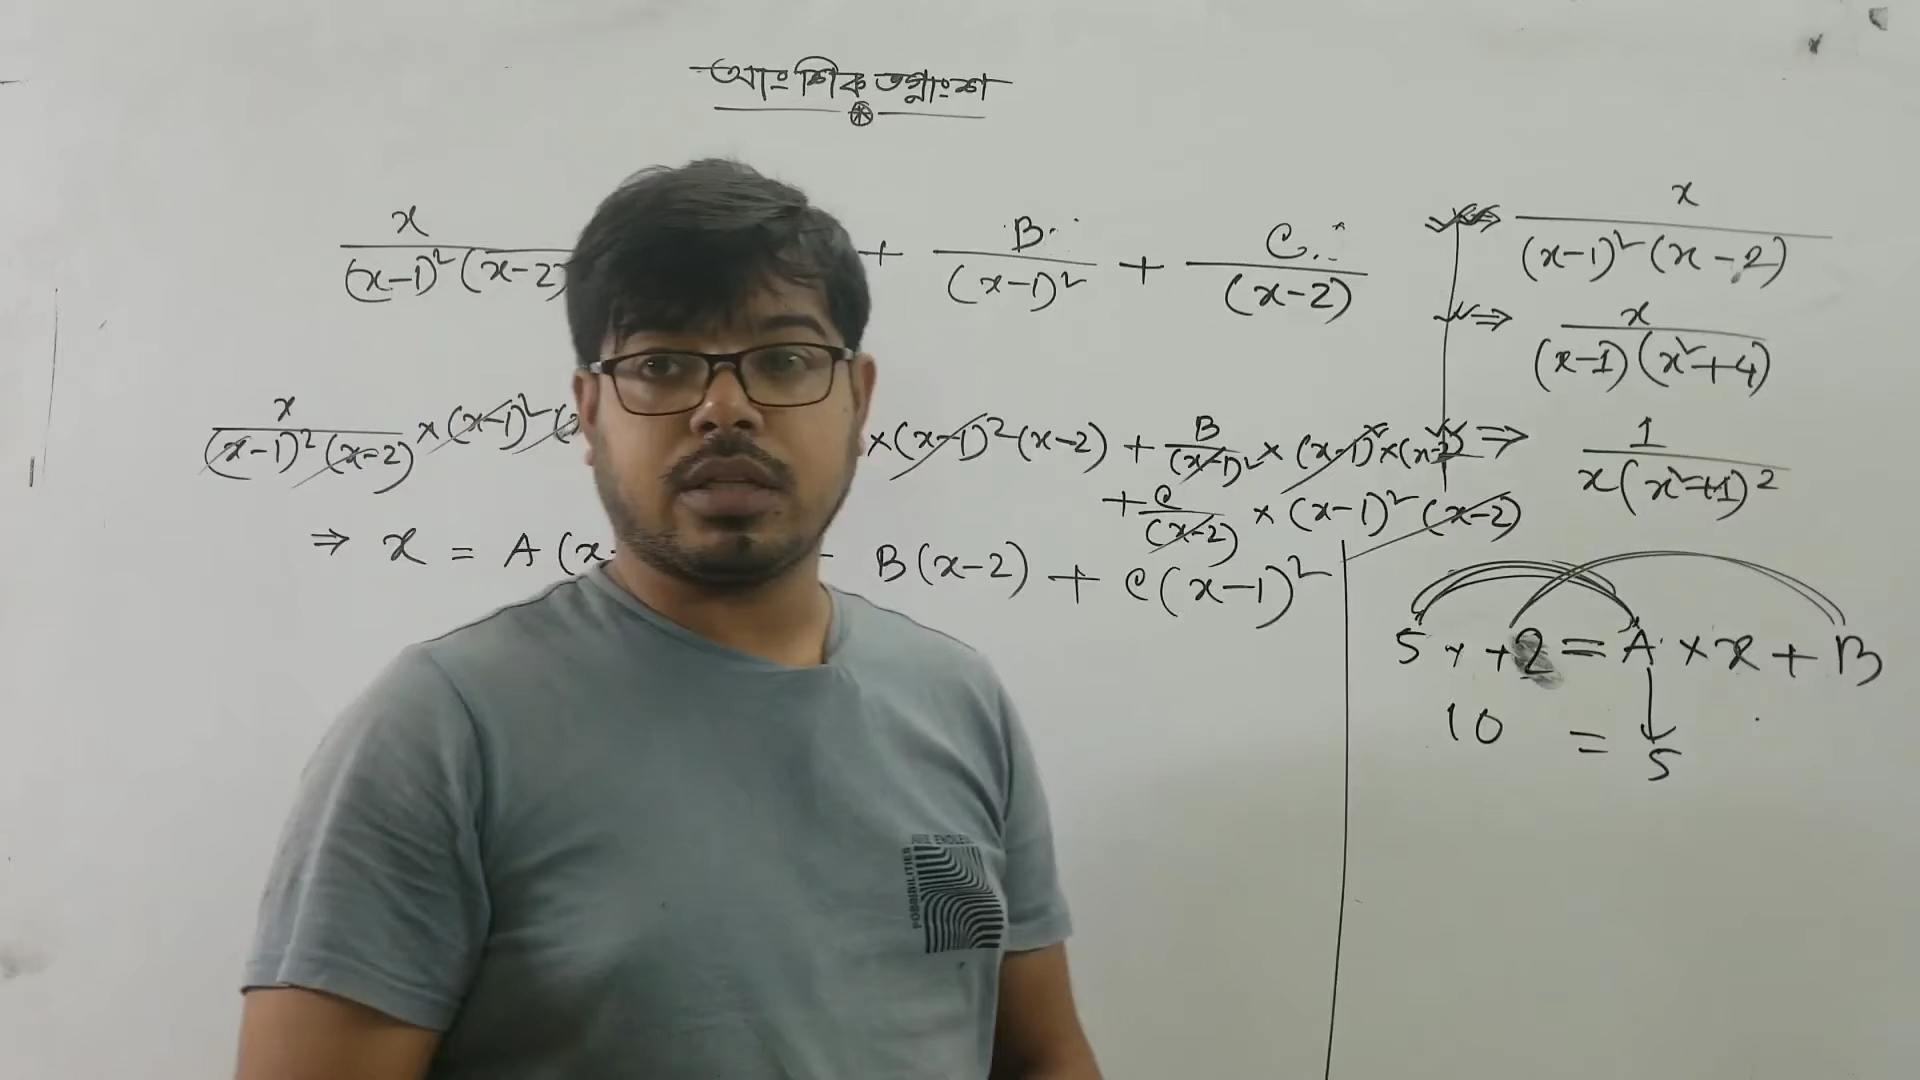 আংশিক ভগ্নাংশ
x/((x-1)²(x-2)) + B/(x-1)² + C/(x-2)
x/((x-1)²(x-2)) × (x-1)² ×(x-1)²(x-2) + B/(x-1)² × (x-1)² ×(x-2)
+ C/(x-2) × (x-1)² (x-2)
⇒ x = A (x- B(x-2) + C(x-1)²
⇒ x/((x-1)²(x-2))
⇒ x/((x-1)(x²+4))
⇒ 1/(x(x²+1)²)
5 + 2 = A × x + B
10 = 5
POSSIBILITIES